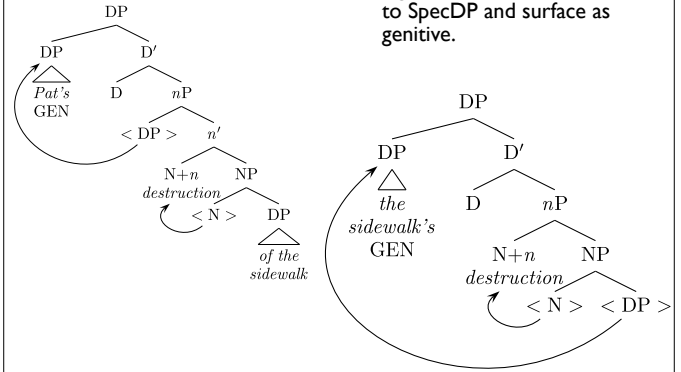 to SpecDP and surface as
genitive.
DP
DP D′
Pat's D nP
GEN
< DP > n′
N+n NP
destruction
< N > DP
of the
sidewalk
DP
DP D′
the D nP
sidewalk's
GEN N+n NP
destruction
< N > < DP >